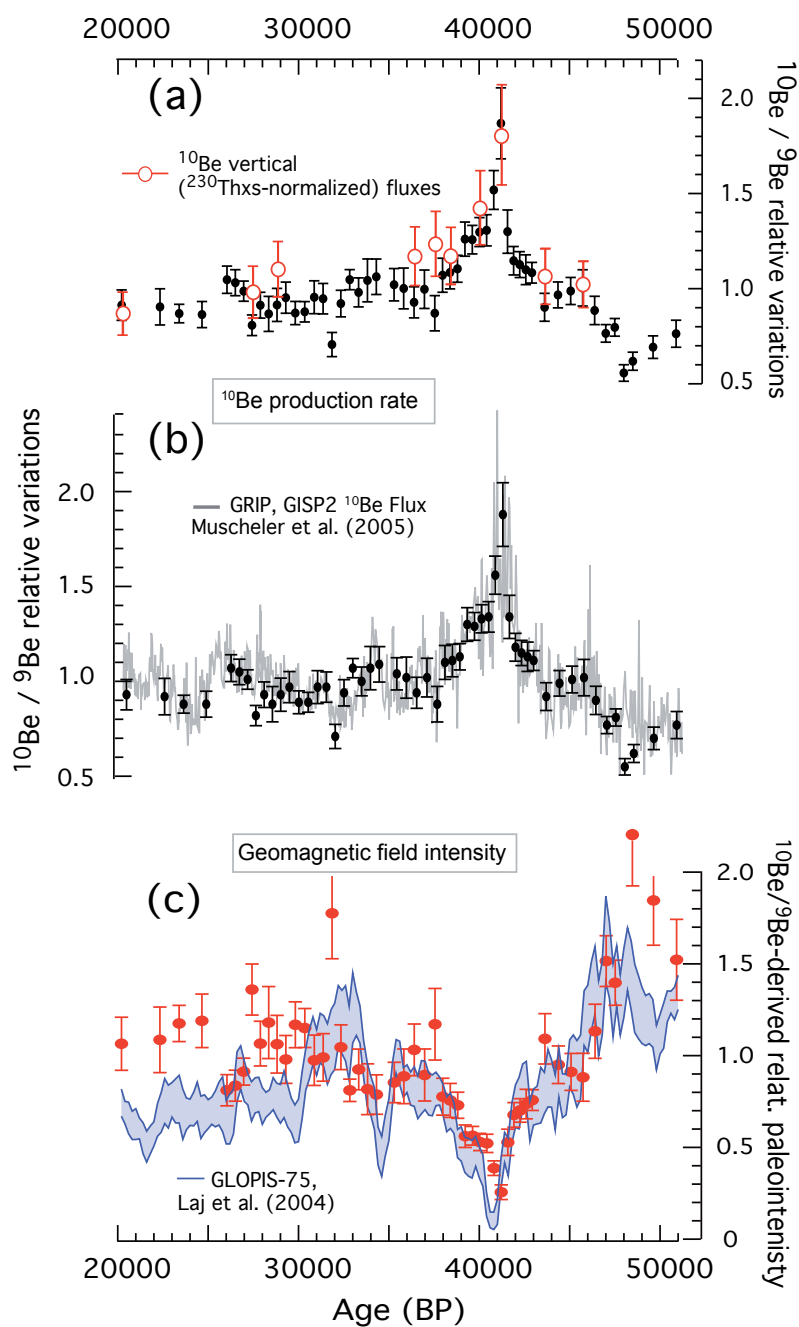 20000 30000 40000 50000
(a)
¹⁰Be vertical
(²³⁰Thxs-normalized) fluxes
2.0
1.5
1.0
0.5
¹⁰Be / ⁹Be relative variations
¹⁰Be production rate
(b)
GRIP, GISP2 ¹⁰Be Flux
Muscheler et al. (2005)
2.0
1.5
1.0
0.5
¹⁰Be / ⁹Be relative variations
Geomagnetic field intensity
(c)
2.0
1.5
1.0
0.5
0
¹⁰Be/⁹Be-derived relat. paleointenisty
GLOPIS-75,
Laj et al. (2004)
20000 30000 40000 50000
Age (BP)